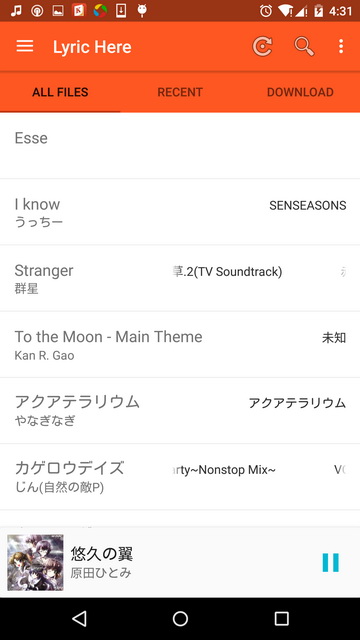 4:31
Lyric Here
ALL FILES RECENT DOWNLOAD
Esse
I know
SENSEASONS
うっちー
Stranger
.2(TV Soundtrack)
群星
To the Moon - Main Theme
未知
Kan R. Gao
アクアテラリウム
アクアテラリウム
やなぎなぎ
カゲロウデイズ
rty~Nonstop Mix~
じん(自然の敵P)
悠久の翼
原田ひとみ